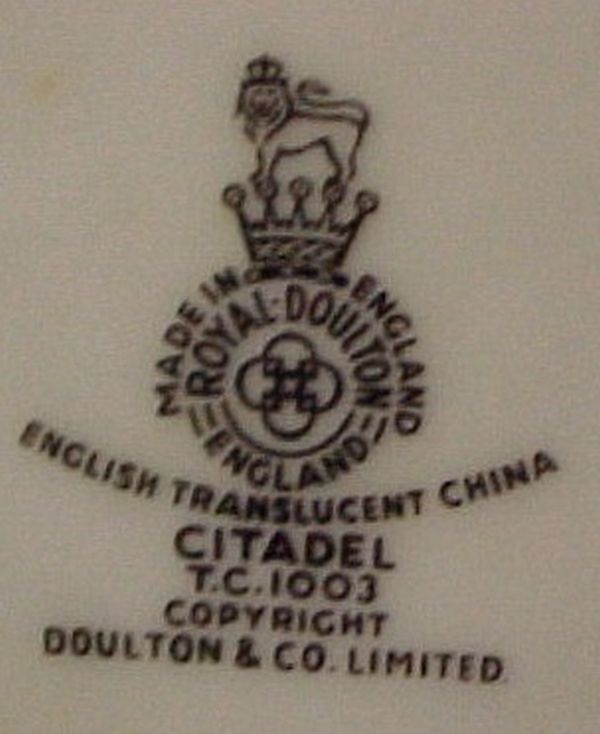 MADE IN ENGLAND
ROYAL·DOULTON
ENGLAND
ENGLISH TRANSLUCENT CHINA
CITADEL
T.C.1003
COPYRIGHT
DOULTON & CO. LIMITED